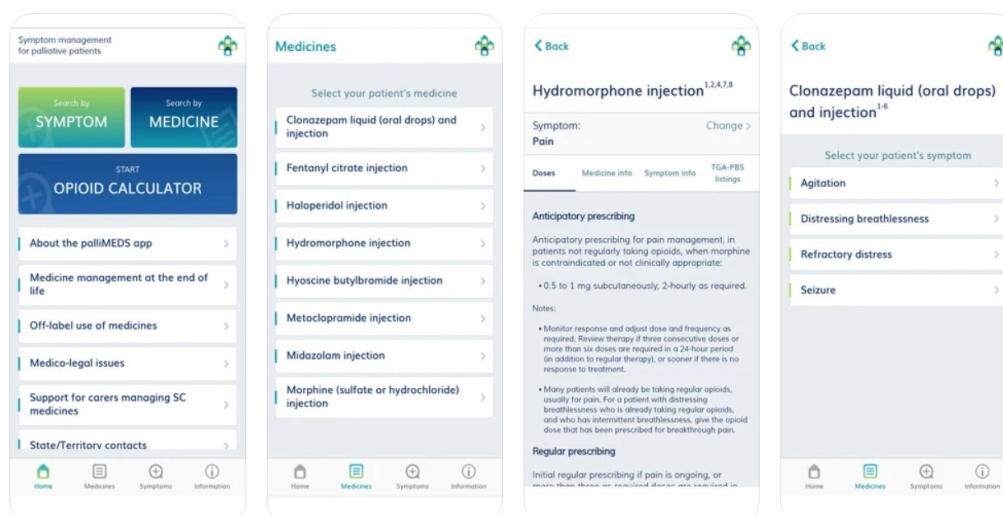 Symptom management
for palliative patients
Search by
SYMPTOM
Search by
MEDICINE
START
OPIOID CALCULATOR
About the palliMEDS app
Medicine management at the end of
life
Off-label use of medicines
Medico-legal issues
Support for carers managing SC
medicines
State/Territory contacts
Home
Medicines
Symptoms
Information
Medicines
Select your patient's medicine
Clonazepam liquid (oral drops) and
injection
Fentanyl citrate injection
Haloperidol injection
Hydromorphone injection
Hyoscine butylbromide injection
Metoclopramide injection
Midazolam injection
Morphine (sulfate or hydrochloride)
injection
Home
Medicines
Symptoms
Information
Back
Hydromorphone injection1,2,4,7,8
Symptom:
Pain
Change
Doses
Medicine info
Symptom info
TGA-PBS
listings
Anticipatory prescribing
Anticipatory prescribing for pain management, in
patients not regularly taking opioids, when morphine
is contraindicated or not clinically appropriate:
• 0.5 to 1 mg subcutaneously, 2-hourly as required.
Notes:
• Monitor response and adjust dose and frequency as
required. Review therapy if three consecutive doses or
more than six doses are required in a 24-hour period
(in addition to regular therapy), or sooner if there is no
response to treatment.
• Many patients will already be taking regular opioids,
usually for pain. For a patient with distressing
breathlessness who is already taking regular opioids,
and who has intermittent breathlessness, give the opioid
dose that has been prescribed for breakthrough pain.
Regular prescribing
Initial regular prescribing if pain is ongoing, or
more than three as required doses are required in
Back
Clonazepam liquid (oral drops)
and injection1-6
Select your patient's symptom
Agitation
Distressing breathlessness
Refractory distress
Seizure
Home
Medicines
Symptoms
Information